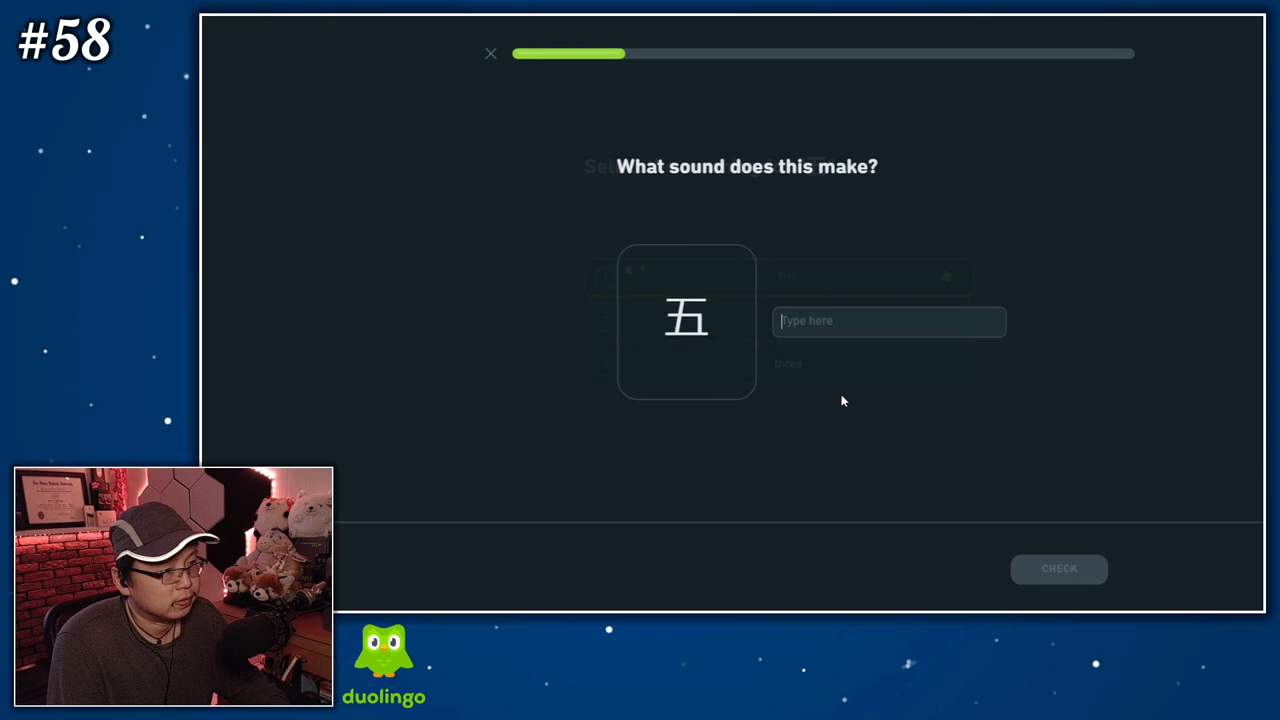 #58
What sound does this make?
五
Type here
three
CHECK
duolingo